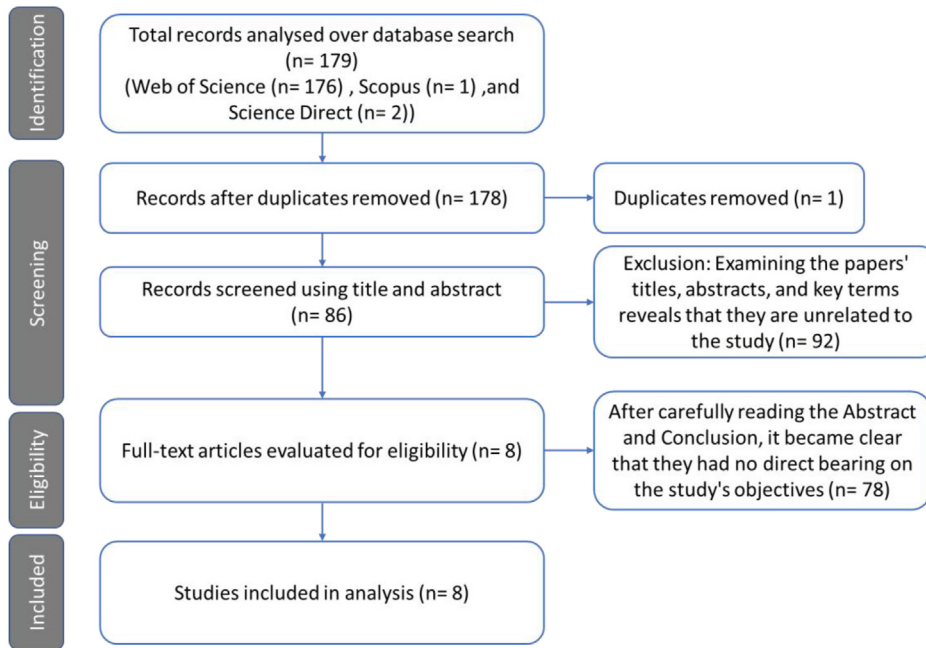 Identification
Total records analysed over database search
(n= 179)
(Web of Science (n= 176) , Scopus (n= 1) ,and
Science Direct (n= 2))
Screening
Records after duplicates removed (n= 178)
Duplicates removed (n= 1)
Records screened using title and abstract
(n= 86)
Exclusion: Examining the papers'
titles, abstracts, and key terms
reveals that they are unrelated to
the study (n= 92)
Eligibility
Full-text articles evaluated for eligibility (n= 8)
After carefully reading the Abstract
and Conclusion, it became clear
that they had no direct bearing on
the study's objectives (n= 78)
Included
Studies included in analysis (n= 8)